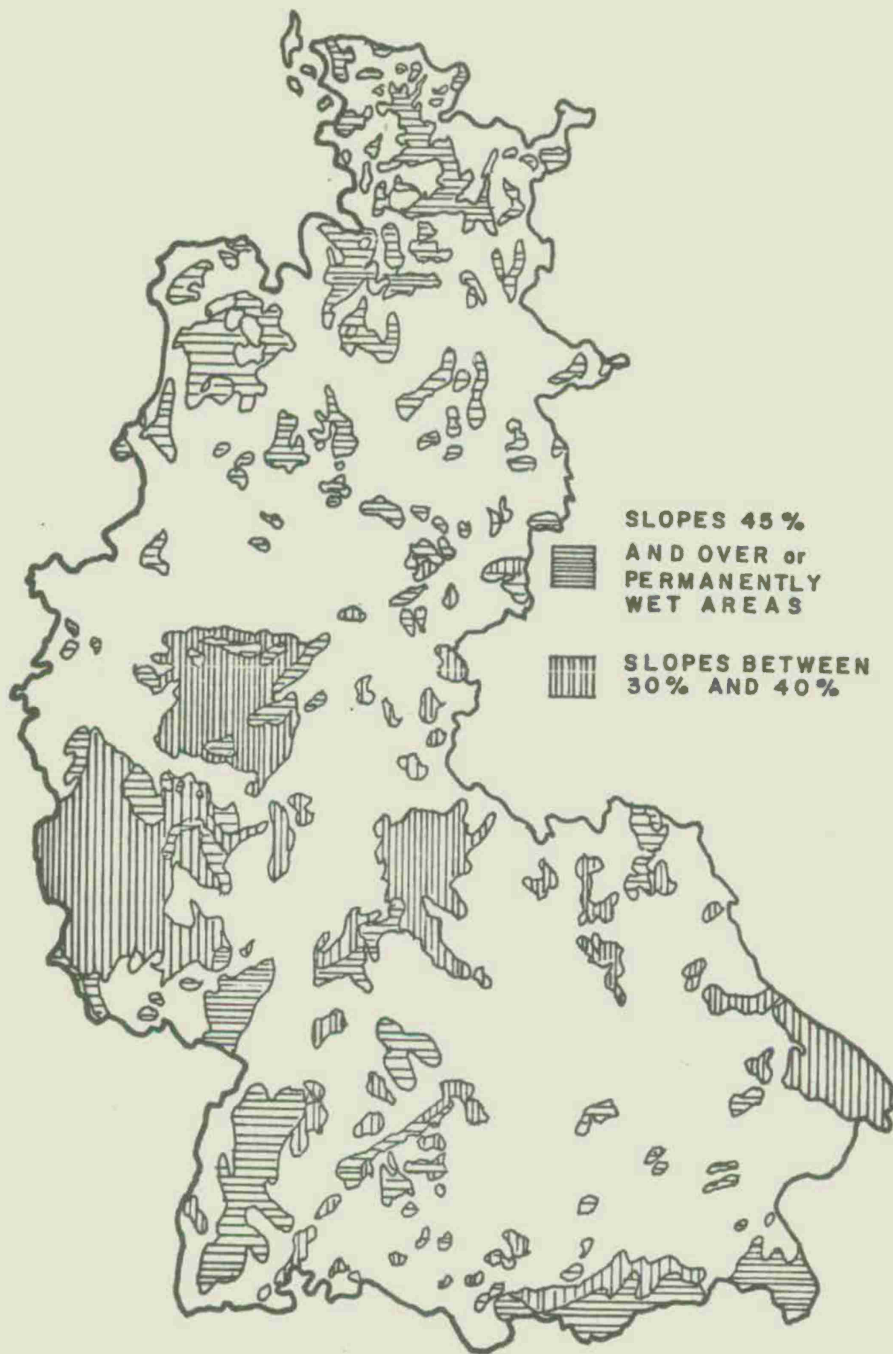 SLOPES 45%
AND OVER or
PERMANENTLY
WET AREAS
SLOPES BETWEEN
30% AND 40%